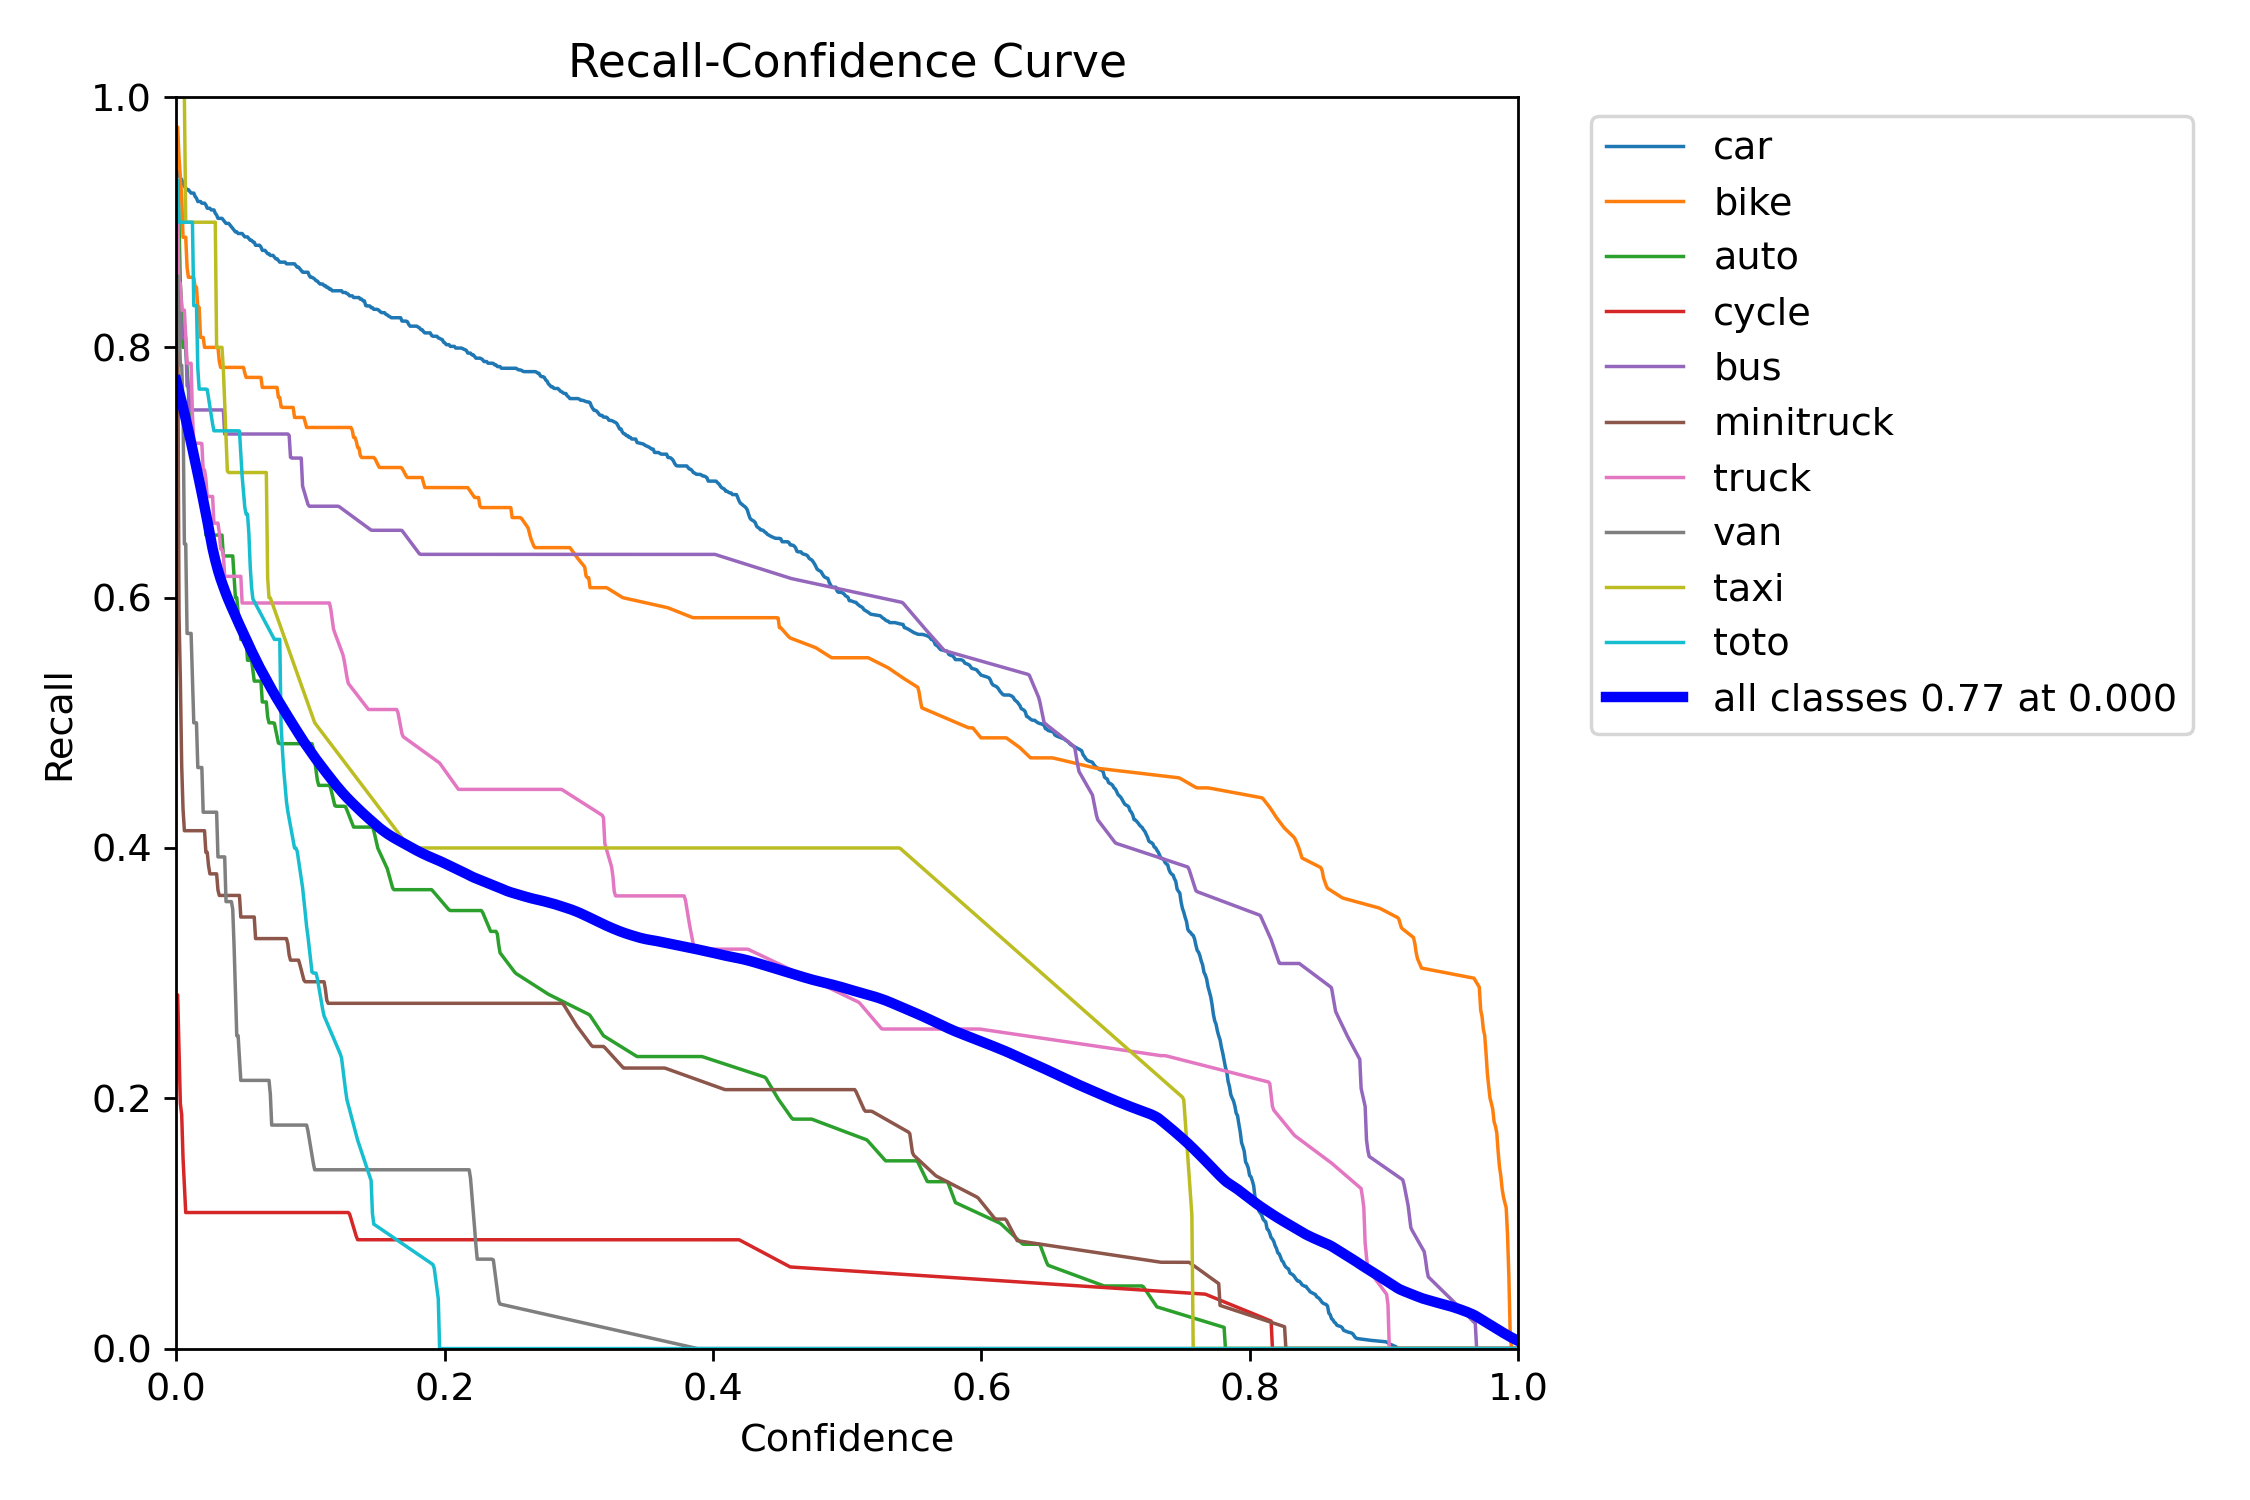 Recall-Confidence Curve
1.0
0.8
0.6
0.4
0.2
0.0
Recall
0.0 0.2 0.4 0.6 0.8 1.0
Confidence
car
bike
auto
cycle
bus
minitruck
truck
van
taxi
toto
all classes 0.77 at 0.000